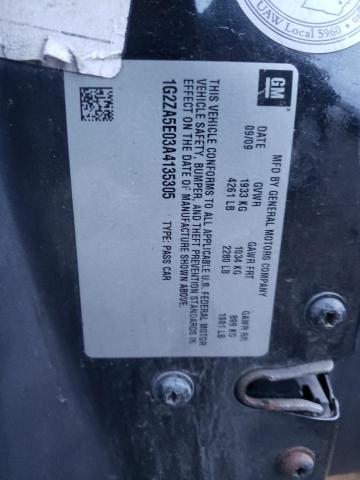 UAW Local 5960
GM
MFD BY GENERAL MOTORS COMPANY
DATE GVWR GAWR FRT GAWR RR
09/09 1933 KG 1034 KG 899 KG
4261 LB 2280 LB 1981 LB
THIS VEHICLE CONFORMS TO ALL APPLICABLE U.S. FEDERAL MOTOR
VEHICLE SAFETY, BUMPER, AND THEFT PREVENTION STANDARDS IN
EFFECT ON THE DATE OF MANUFACTURE SHOWN ABOVE.
1G2ZA5E03A4135305 TYPE: PASS CAR